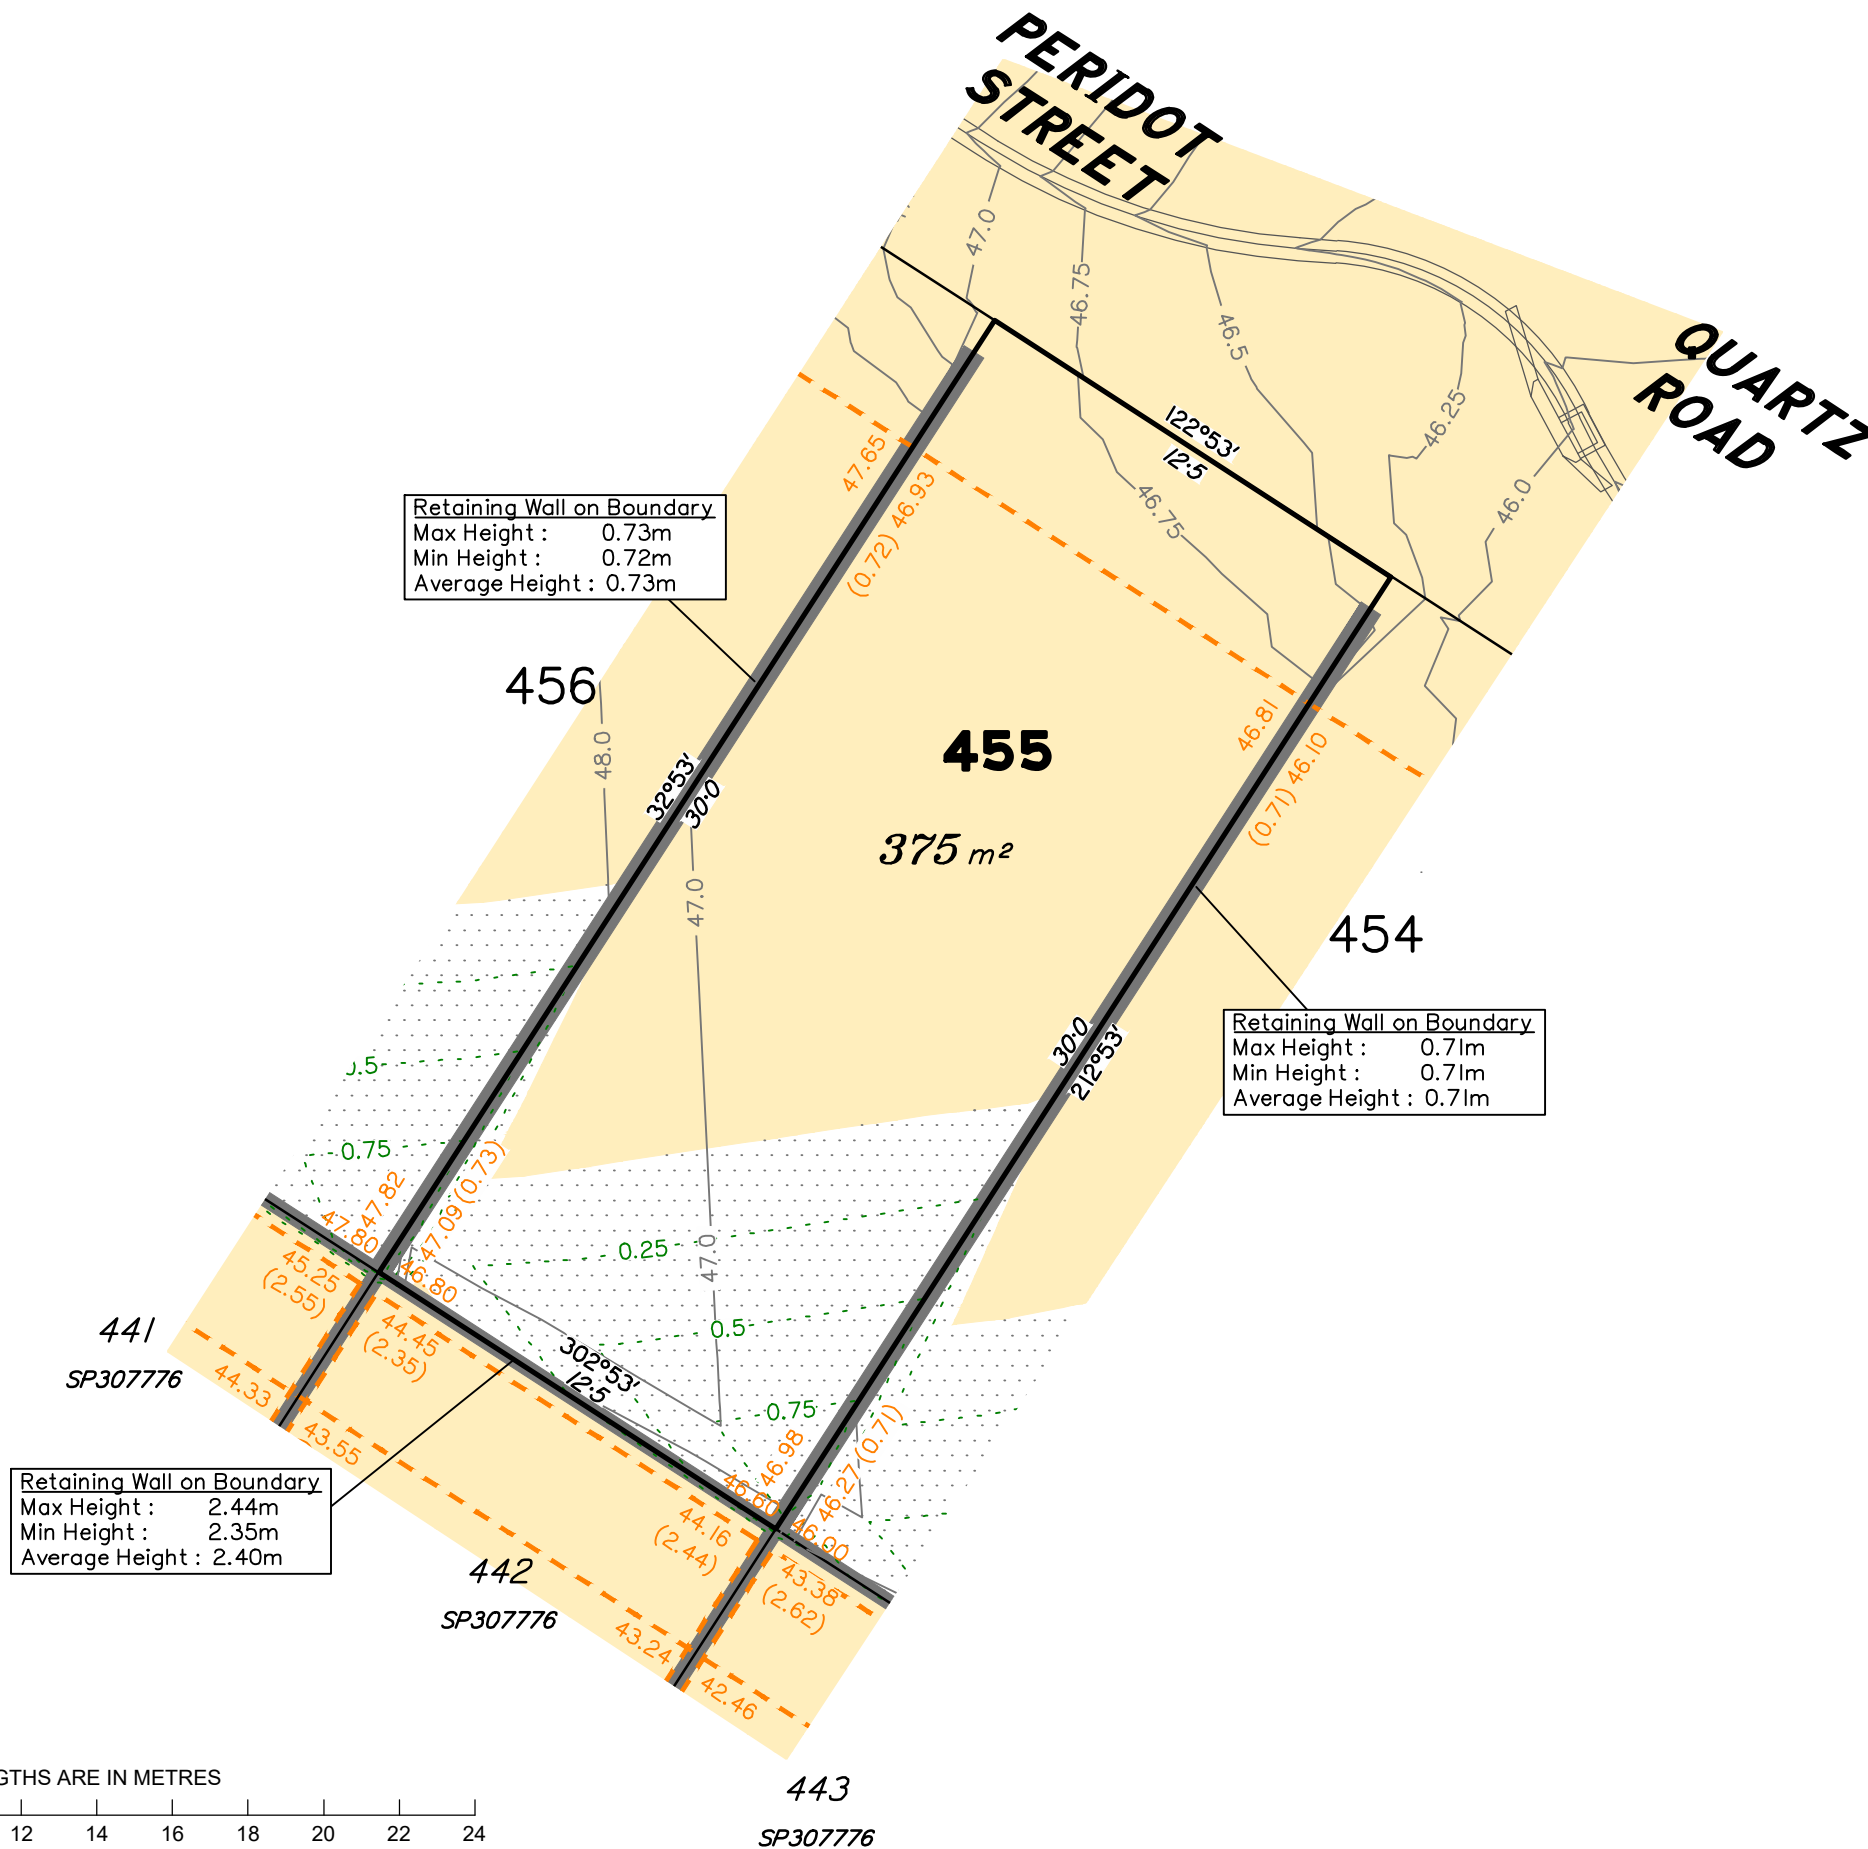 PERIDOT
STREET
QUARTZ
ROAD
47.0
46.75
46.5
46.25
46.0
122°53'
12·5
46.75
47.65
(0.72) 46.93
Retaining Wall on Boundary
Max Height : 0.73m
Min Height : 0.72m
Average Height : 0.73m
456
48.0
32°53'
30·0
47.0
455
375 m²
46.81
(0.71) 46.10
454
30·0
212°53'
Retaining Wall on Boundary
Max Height : 0.71m
Min Height : 0.71m
Average Height : 0.71m
0.75
47.82
47.80
47.09 (0.73)
46.80
45.25
(2.55)
44.45
(2.35)
0.25
47.0
0.5
0.75
302°53'
12·5
441
SP307776
44.33
43.55
46.98
46.60
46.27 (0.71)
46.00
44.16
(2.44)
43.38
(2.62)
Retaining Wall on Boundary
Max Height : 2.44m
Min Height : 2.35m
Average Height : 2.40m
442
SP307776
43.24
42.46
443
SP307776
GTHS ARE IN METRES
12 14 16 18 20 22 24